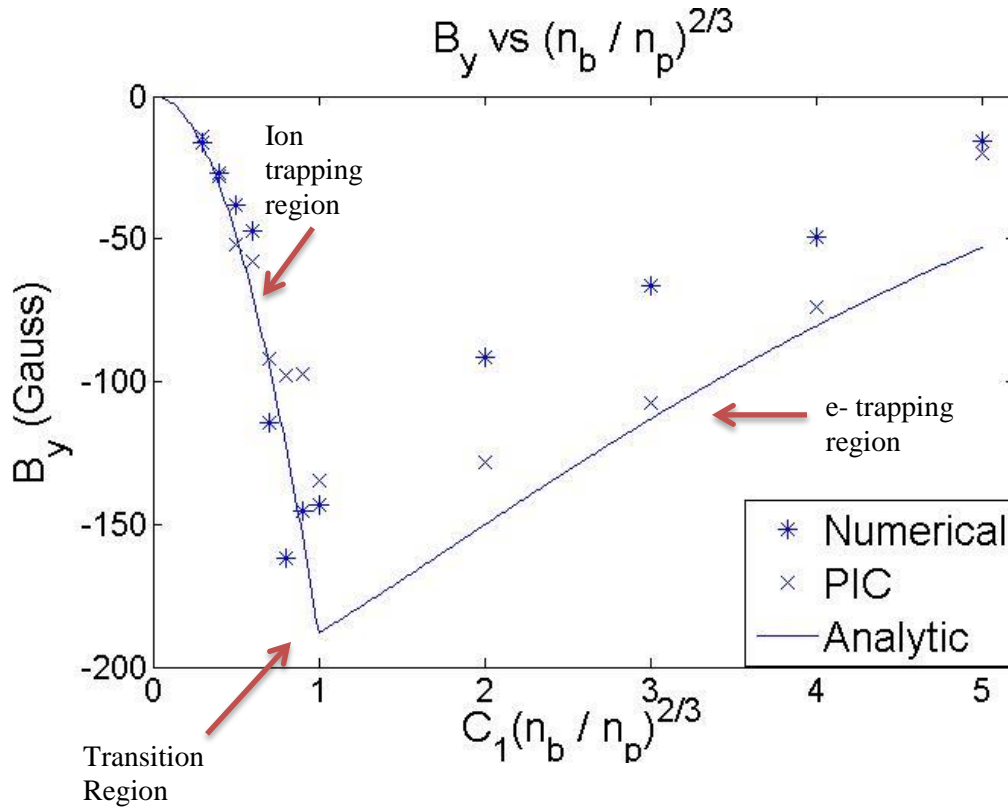 B_y vs (n_b / n_p)^{2/3}
0
-50
-100
-150
-200
B_y (Gauss)
Ion
trapping
region
e- trapping
region
Numerical
PIC
Analytic
0 1 2 3 4 5
C_1(n_b / n_p)^{2/3}
Transition
Region